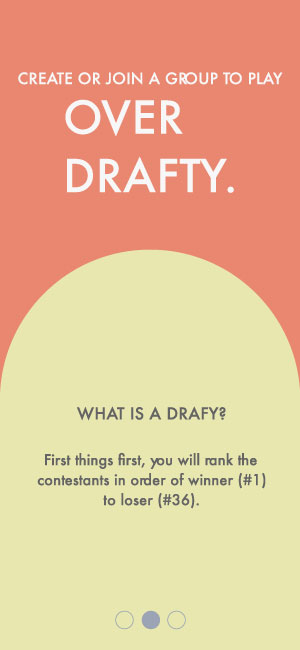 CREATE OR JOIN A GROUP TO PLAY
OVER
DRAFTY.
WHAT IS A DRAFY?
First things first, you will rank the
contestants in order of winner (#1)
to loser (#36).